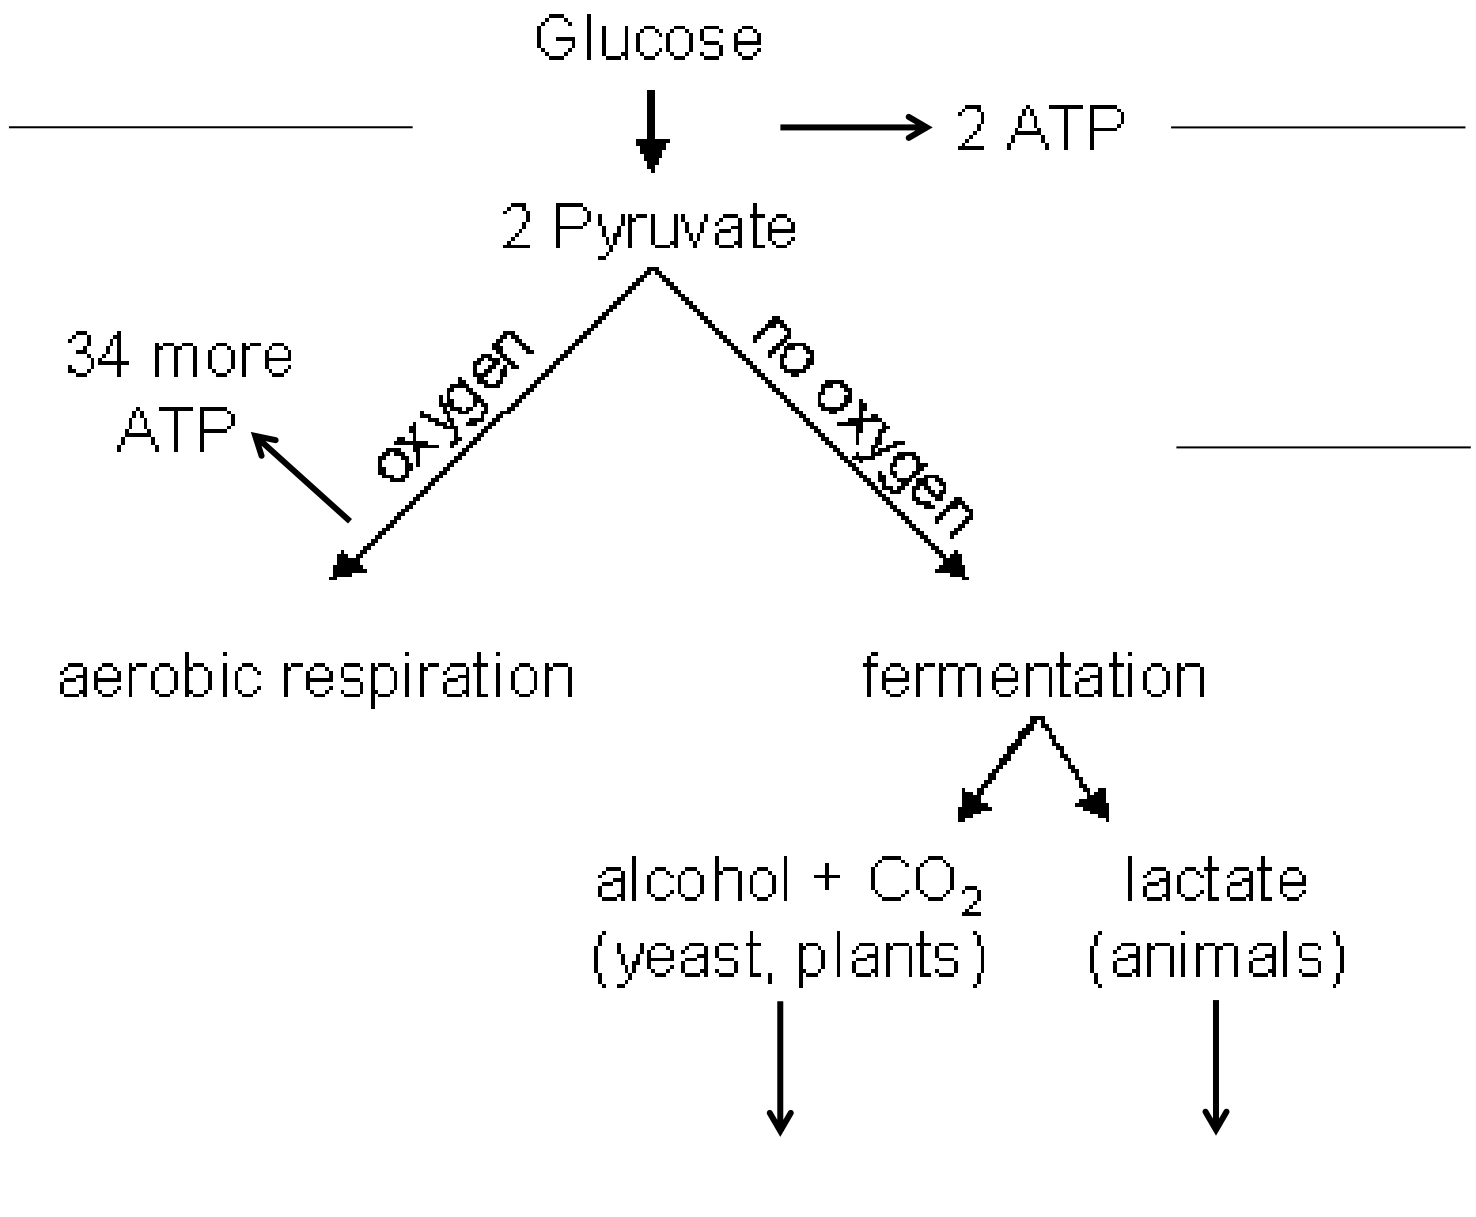 Glucose
2 ATP
2 Pyruvate
34 more
ATP
oxygen
no oxygen
aerobic respiration
fermentation
alcohol + CO₂
(yeast, plants)
lactate
(animals)